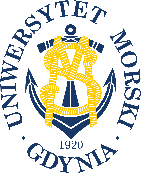 UNIWERSYTET MORSKI
1920
· GDYNIA ·